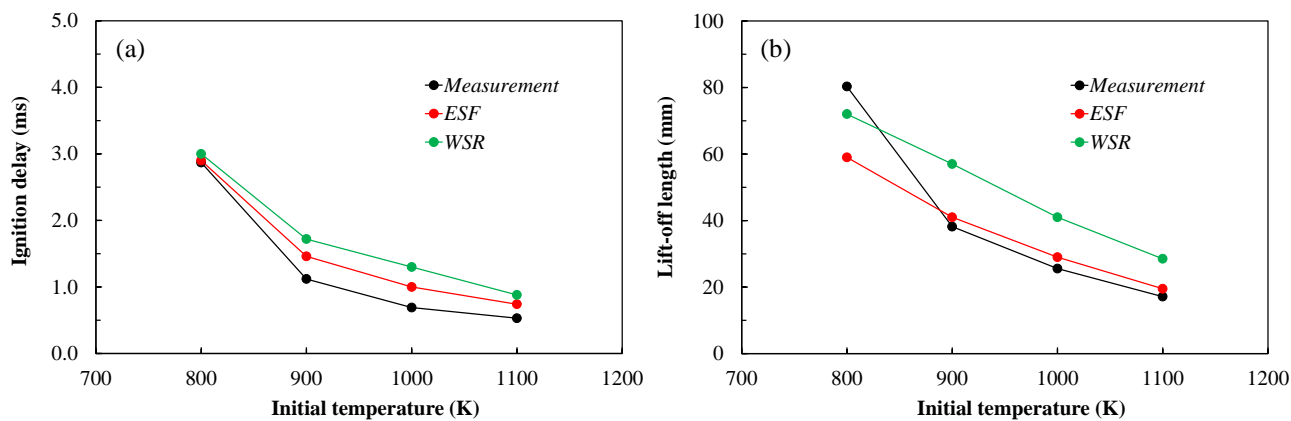 (a)
Ignition delay (ms)
5.0
4.0
3.0
2.0
1.0
0.0
Measurement
ESF
WSR
700 800 900 1000 1100 1200
Initial temperature (K)
(b)
Lift-off length (mm)
100
80
60
40
20
0
Measurement
ESF
WSR
700 800 900 1000 1100 1200
Initial temperature (K)